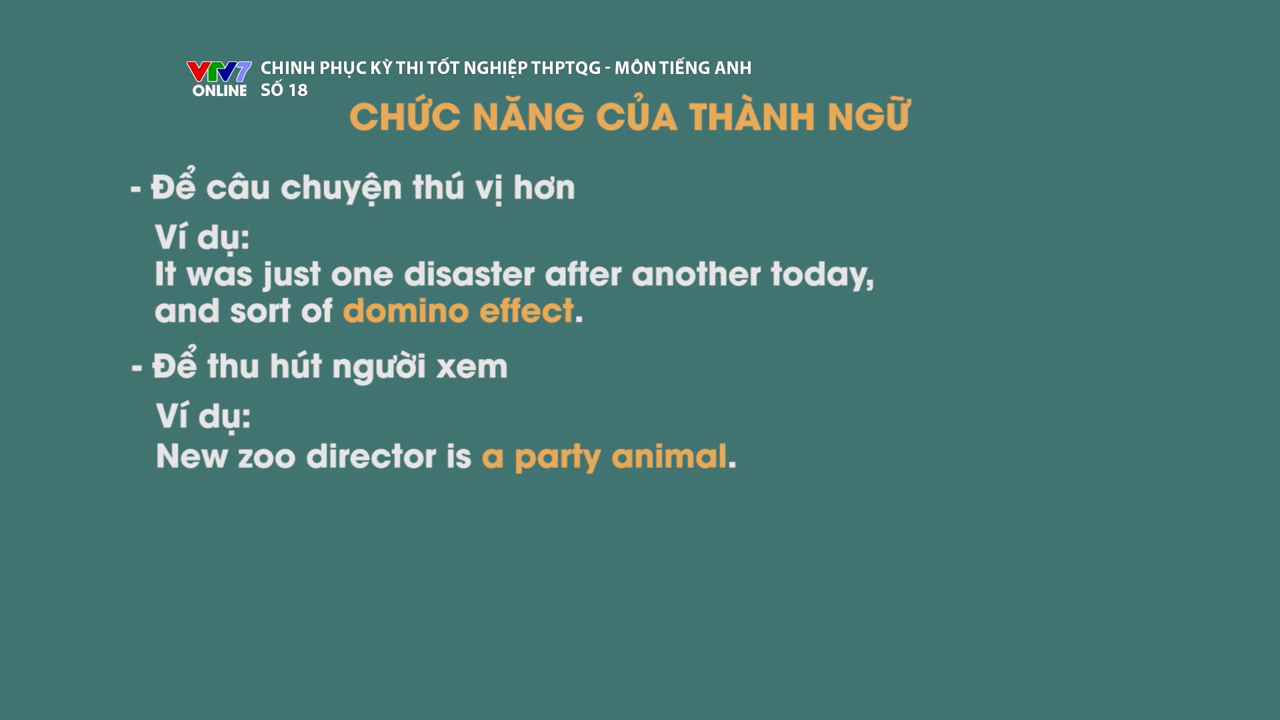 VTV7 ONLINE
CHINH PHỤC KỲ THI TỐT NGHIỆP THPTQG - MÔN TIẾNG ANH
SỐ 18
CHỨC NĂNG CỦA THÀNH NGỮ
- Để câu chuyện thú vị hơn
Ví dụ:
It was just one disaster after another today,
and sort of domino effect.
- Để thu hút người xem
Ví dụ:
New zoo director is a party animal.